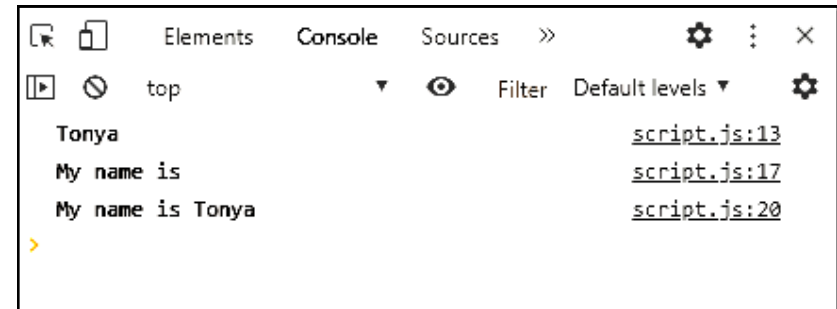 Elements Console Sources »
top Filter Default levels ▼
Tonya script.js:13
My name is script.js:17
My name is Tonya script.js:20
>